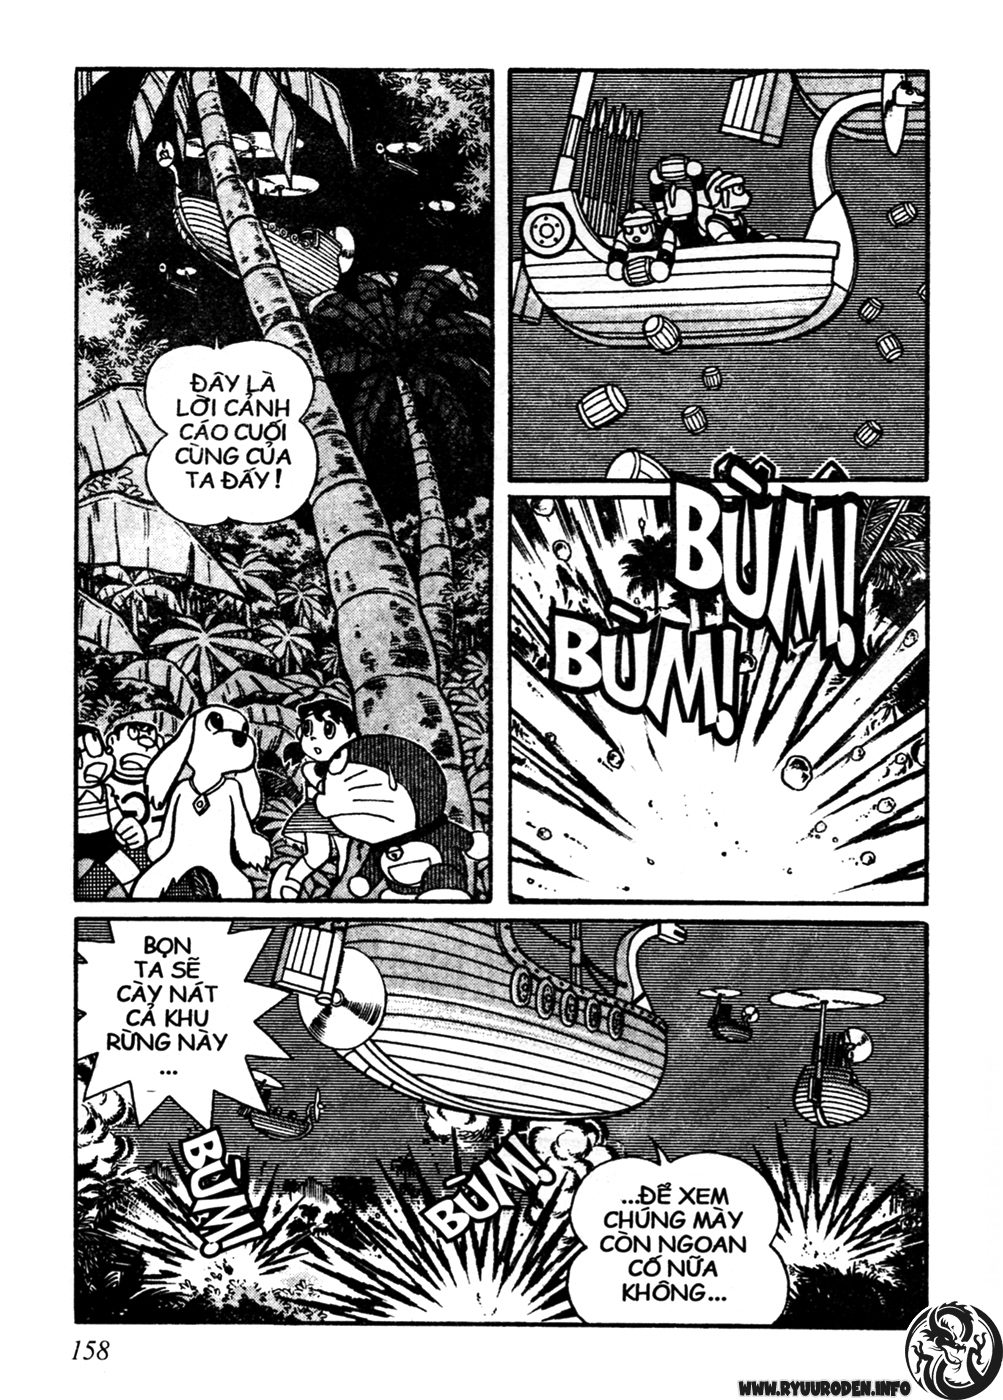 ĐÂY LÀ
LỜI CẢNH
CÁO CUỐI
CÙNG CỦA
TA ĐẤY!
BÙM!
BÙM!
BỌN
TA SẼ
CÀY NÁT
CẢ KHU
RỪNG NÀY
...
BÙM!
BÙM!
...ĐỂ XEM
CHÚNG MÀY
CÒN NGOAN
CỐ NỮA
KHÔNG...
158
WWW.RYUURODEN.INFO